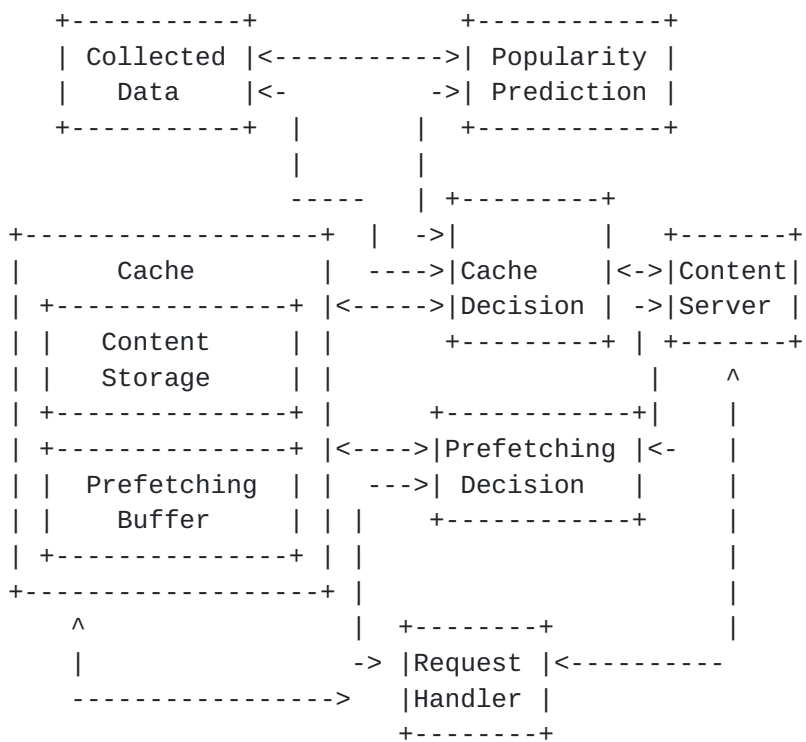 +-----------+             +------------+
   | Collected |<----------->| Popularity |
   |   Data    |<-         ->| Prediction |
   +-----------+  |       |  +------------+
                  |       |
                  -----   | +---------+
+-------------------+  |  ->|         |   +-------+
|      Cache        |  ---->|Cache    |<->|Content|
| +---------------+ |<----->|Decision | ->|Server |
| |   Content     | |       +---------+ | +-------+
| |   Storage     | |                    |    ^
| +---------------+ |      +------------+|    |
| +---------------+ |<---->|Prefetching |<-   |
| |  Prefetching  | |  --->| Decision   |     |
| |    Buffer     | | |    +------------+     |
| +---------------+ | |                       |
+-------------------+ |                       |
    ^                 |  +--------+           |
    |                 -> |Request |<----------
    ----------------->   |Handler |
                         +--------+